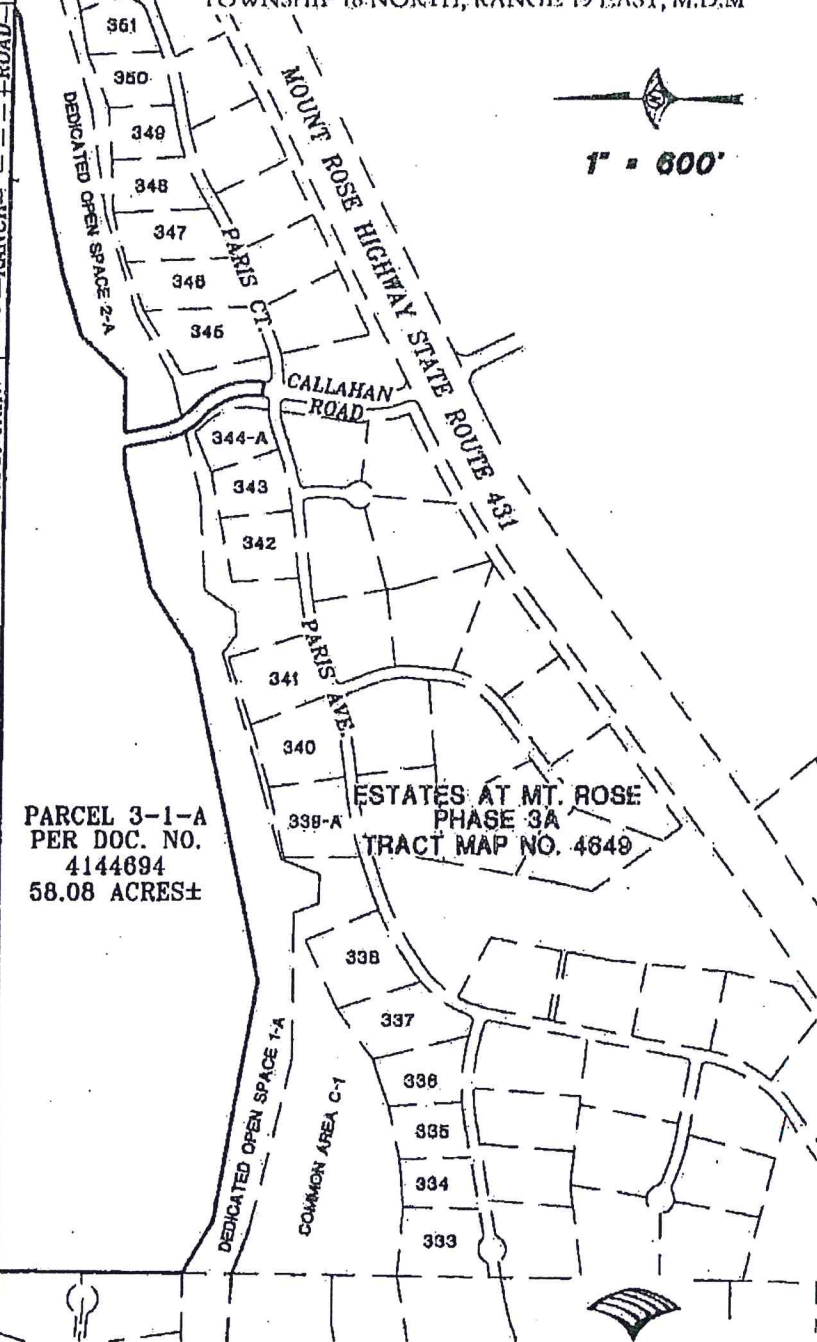 TOWNSHIP 18 NORTH, RANGE 19 EAST, M.D.M
ROAD
RANCH
N
1" = 600'
351
350
349
348
347
346
345
DEDICATED OPEN SPACE 2-A
PARIS CT.
MOUNT ROSE HIGHWAY STATE ROUTE 431
CALLAHAN
ROAD
344-A
343
342
PARIS AVE.
341
340
339-A
ESTATES AT MT. ROSE
PHASE 3A
TRACT MAP NO. 4649
PARCEL 3-1-A
PER DOC. NO.
4144694
58.08 ACRES±
338
337
336
335
334
333
DEDICATED OPEN SPACE 1-A
COMMON AREA C-1